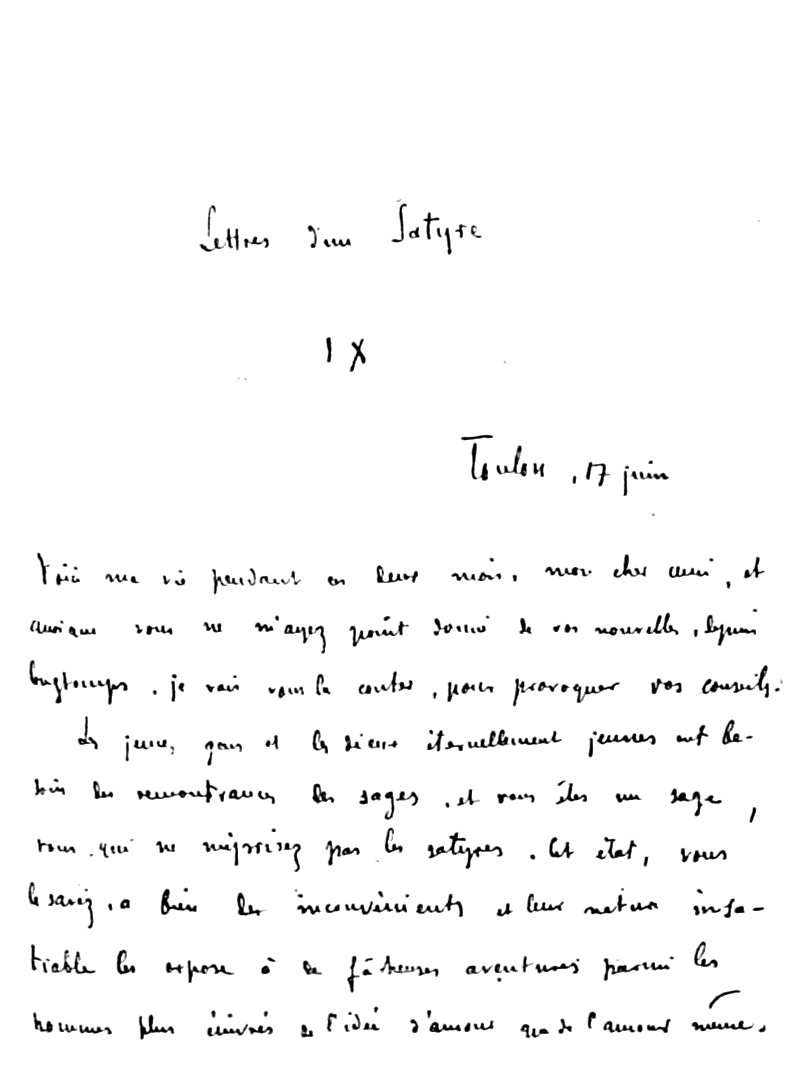 Lettres d'un Satyre
IX
Toulon, 17 juin
Voici ma vie pendant ces deux mois, mon cher ami, et
quoique vous ne m'ayez point donné de vos nouvelles, depuis
longtemps, je vais vous la conter, pour provoquer vos conseils.
Les jeunes gens et les dieux éternellement jeunes ont be-
soin des remontrances des sages, et vous êtes un sage,
vous, qui ne méprisez pas les satyres. Cet état, vous
le savez, a bien des inconvénients et leur nature insa-
tiable les expose à de fâcheuses aventures parmi les
hommes plus enivrés de l'idée d'amour que de l'amour même.